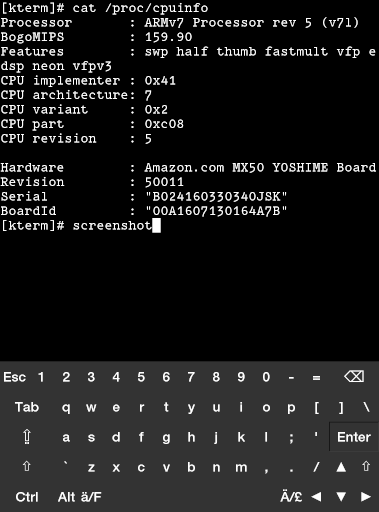 [kterm]# cat /proc/cpuinfo
Processor       : ARMv7 Processor rev 5 (v7l)
BogoMIPS        : 159.90
Features        : swp half thumb fastmult vfp e
dsp neon vfpv3
CPU implementer : 0x41
CPU architecture: 7
CPU variant     : 0x2
CPU part        : 0xc08
CPU revision    : 5

Hardware        : Amazon.com MX50 YOSHIME Board
Revision        : 50011
Serial          : "B024160330340JSK"
BoardId         : "00A1607130164A7B"
[kterm]# screenshot
Esc 1 2 3 4 5 6 7 8 9 0 - = ⌫
Tab q w e r t y u i o p [ ] \
⇧ a s d f g h j k l ; ' Enter
⇧ ` z x c v b n m , . / ▲ ⇧
Ctrl Alt ä/F Ä/£ ◀ ▼ ▶